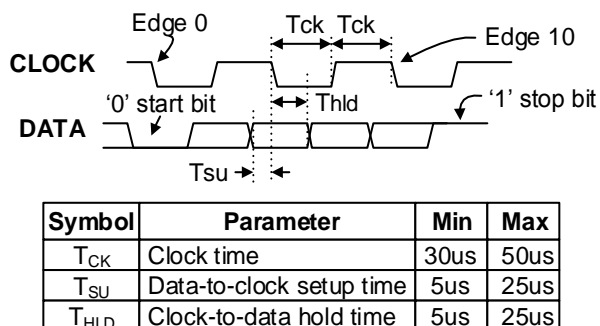 Edge 0
Tck Tck
Edge 10
CLOCK
‘0’ start bit
Thld
‘1’ stop bit
DATA
Tsu
Symbol Parameter Min Max
TCK Clock time 30us 50us
TSU Data-to-clock setup time 5us 25us
THLD Clock-to-data hold time 5us 25us